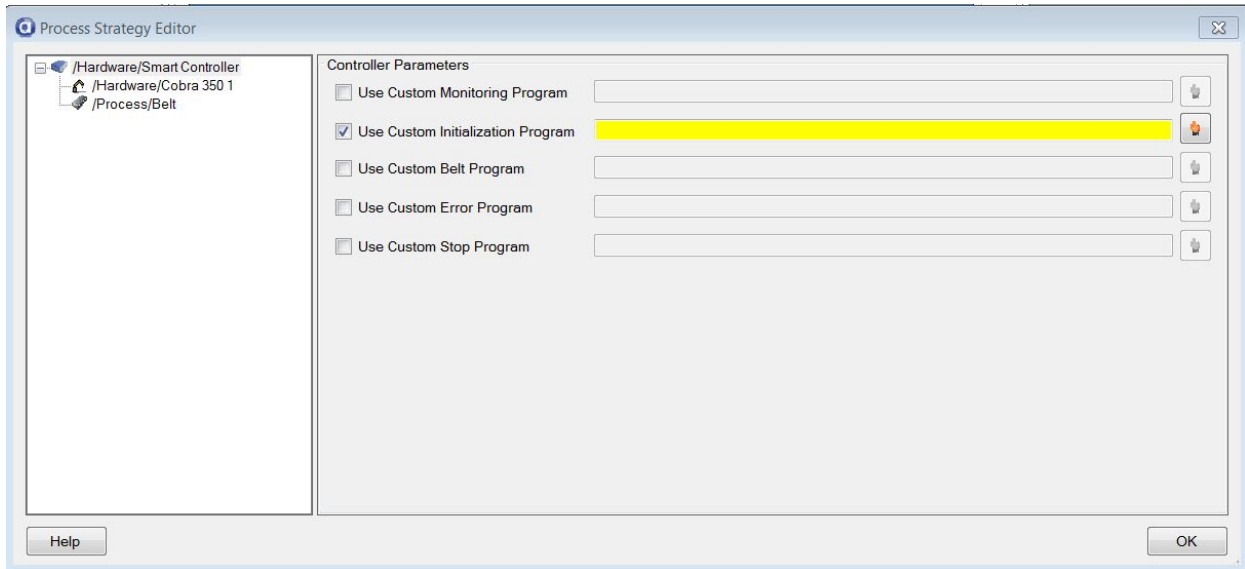 Process Strategy Editor
/Hardware/Smart Controller
/Hardware/Cobra 350 1
/Process/Belt
Controller Parameters
Use Custom Monitoring Program
Use Custom Initialization Program
Use Custom Belt Program
Use Custom Error Program
Use Custom Stop Program
Help
OK